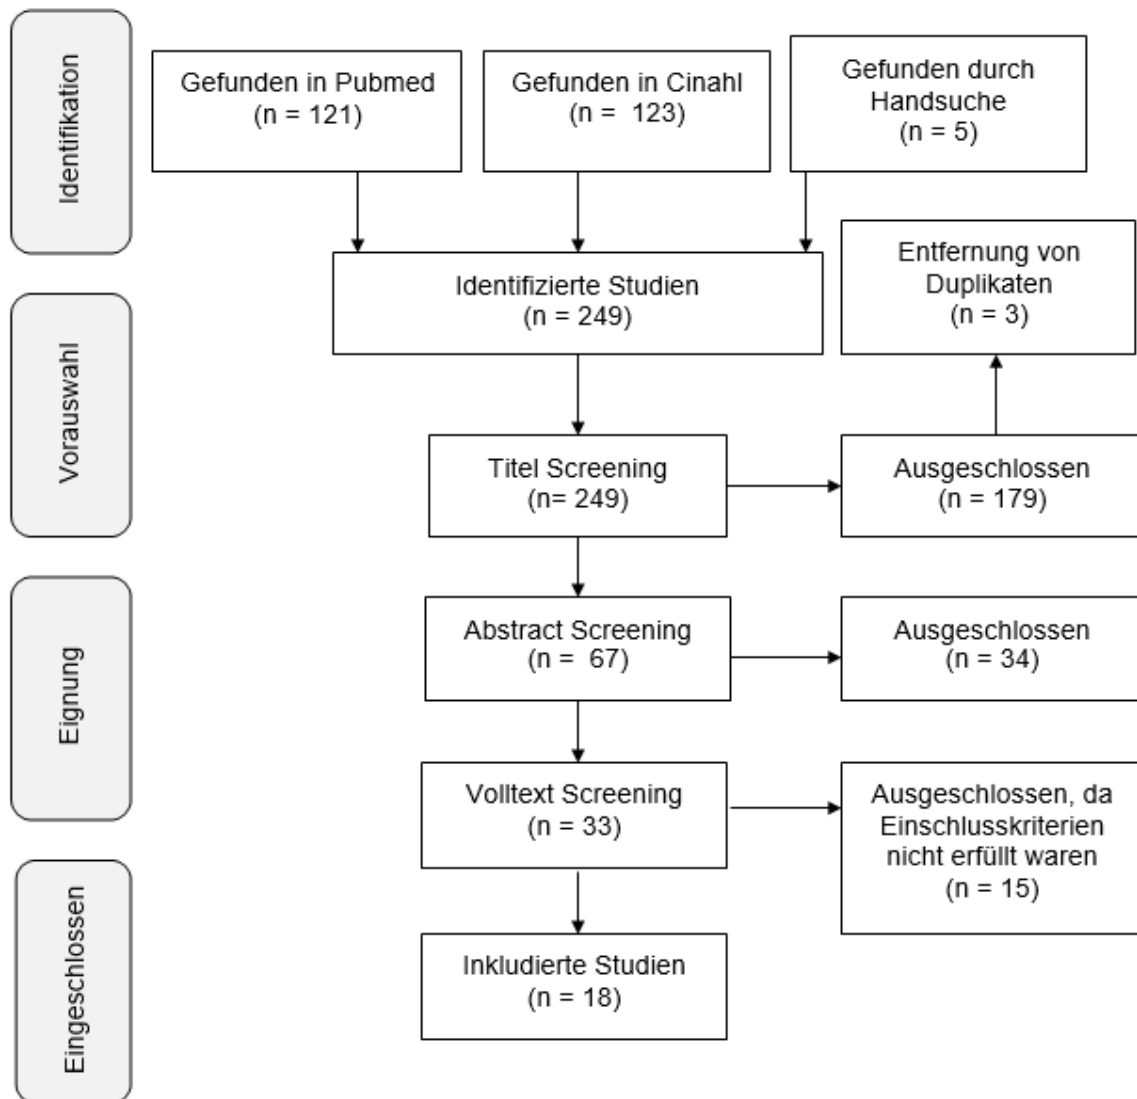 Identifikation
Gefunden in Pubmed
(n = 121)
Gefunden in Cinahl
(n = 123)
Gefunden durch
Handsuche
(n = 5)
Identifizierte Studien
(n = 249)
Entfernung von
Duplikaten
(n = 3)
Vorauswahl
Titel Screening
(n= 249)
Ausgeschlossen
(n = 179)
Eignung
Abstract Screening
(n = 67)
Ausgeschlossen
(n = 34)
Volltext Screening
(n = 33)
Ausgeschlossen, da
Einschlusskriterien
nicht erfüllt waren
(n = 15)
Eingeschlossen
Inkludierte Studien
(n = 18)